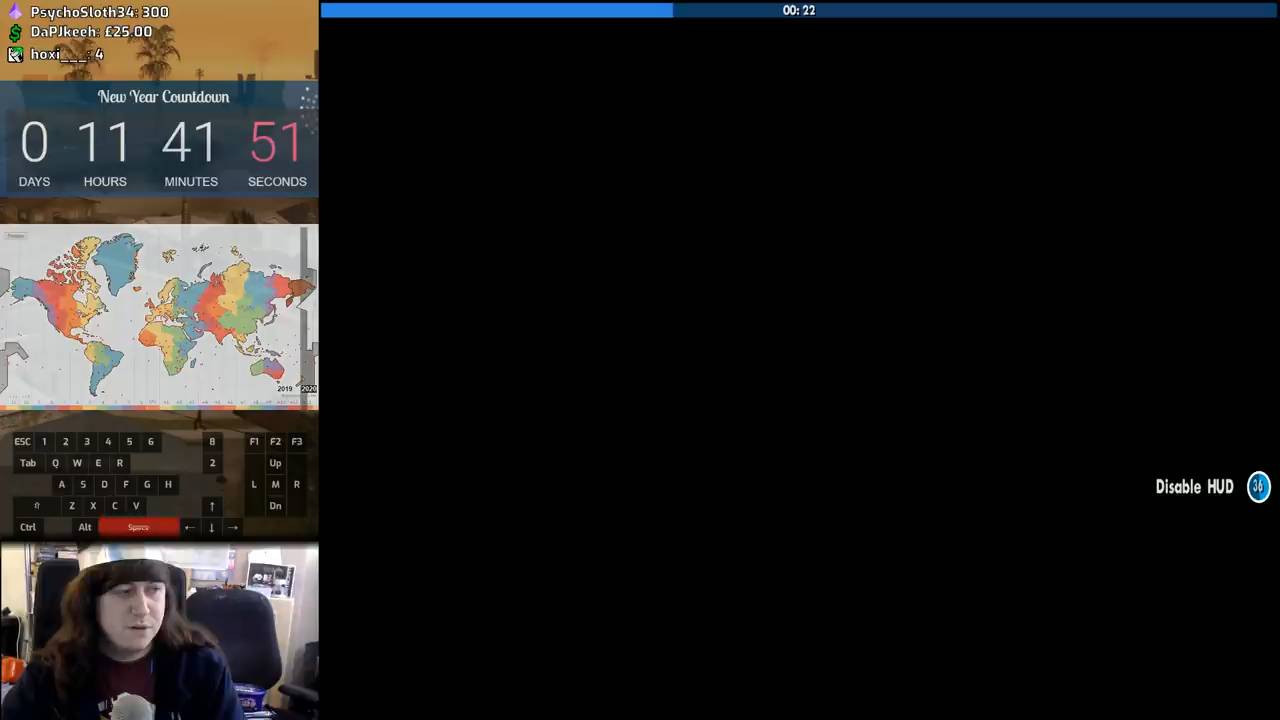 PsychoSloth34: 300
DaPJkeeh: £25.00
hoxi___: 4
00:22
New Year Countdown
0 11 41 51
DAYS HOURS MINUTES SECONDS
2019 2020
ESC 1 2 3 4 5 6 8 F1 F2 F3
Tab Q W E R 2 Up
A S D F G H L M R
Z X C V Dn
Ctrl Alt Space
Disable HUD 36